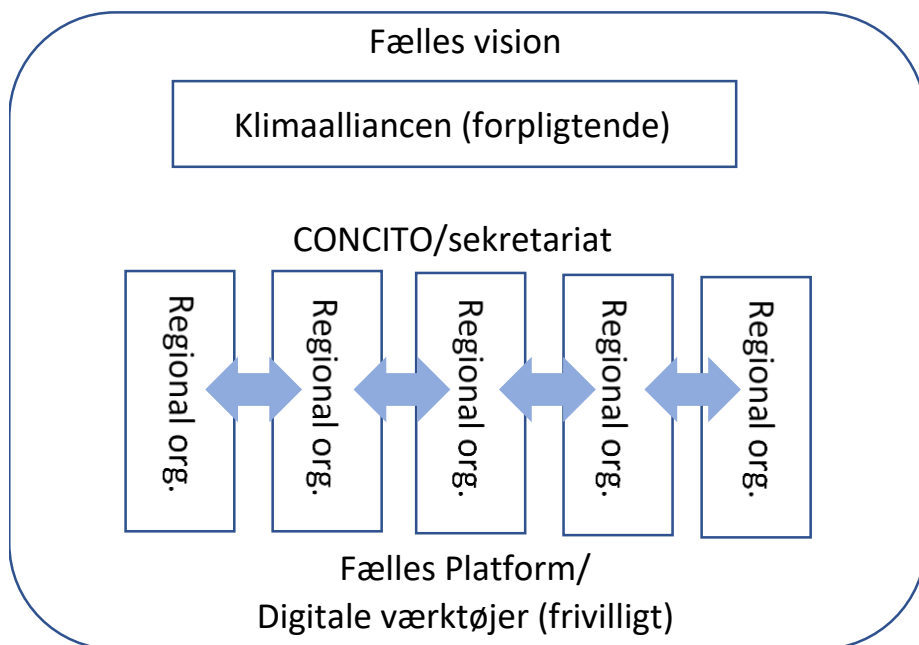 Fælles vision
Klimaalliancen (forpligtende)
CONCITO/sekretariat
Regional org.
Regional org.
Regional org.
Regional org.
Regional org.
Fælles Platform/
Digitale værktøjer (frivilligt)